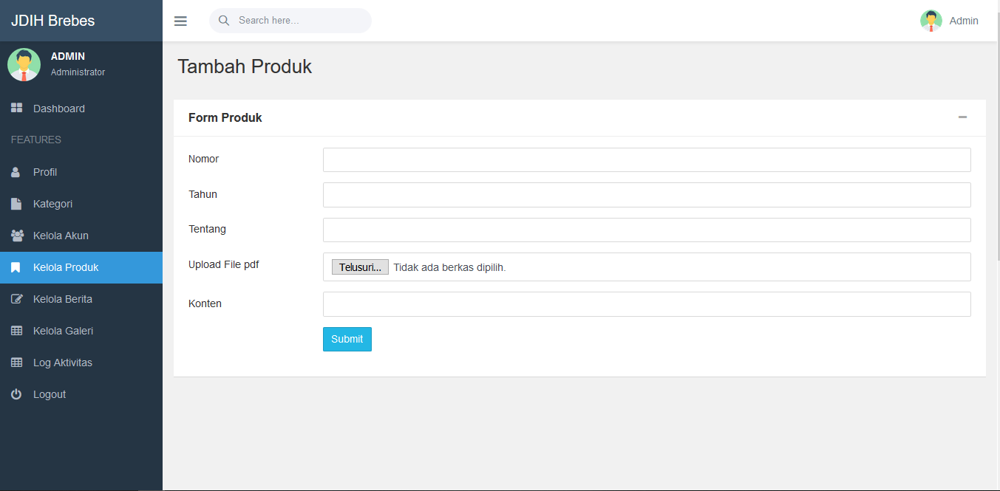 JDIH Brebes
Search here...
Admin
ADMIN
Administrator
Dashboard
FEATURES
Profil
Kategori
Kelola Akun
Kelola Produk
Kelola Berita
Kelola Galeri
Log Aktivitas
Logout
Tambah Produk
Form Produk
Nomor
Tahun
Tentang
Upload File pdf
Telusuri... Tidak ada berkas dipilih.
Konten
Submit